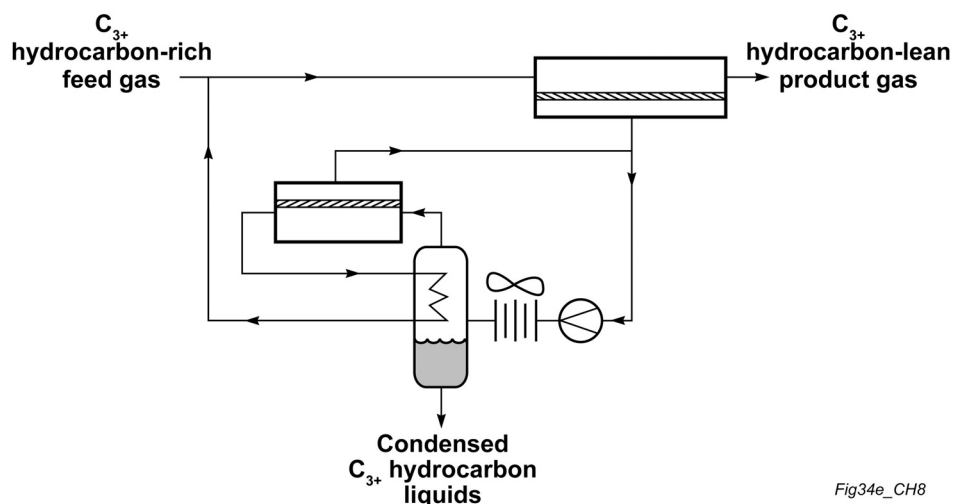 C3+
hydrocarbon-rich
feed gas
C3+
hydrocarbon-lean
product gas
Condensed
C3+ hydrocarbon
liquids
Fig34e_CH8